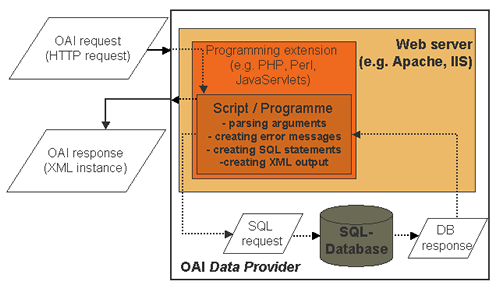 OAI request
(HTTP request)
Programming extension
(e.g. PHP, Perl,
JavaServlets)
Web server
(e.g. Apache, IIS)
Script / Programme
- parsing arguments
- creating error messages
- creating SQL statements
-creating XML output
OAI response
(XML instance)
SQL
request
SQL-
Database
DB
response
OAI Data Provider